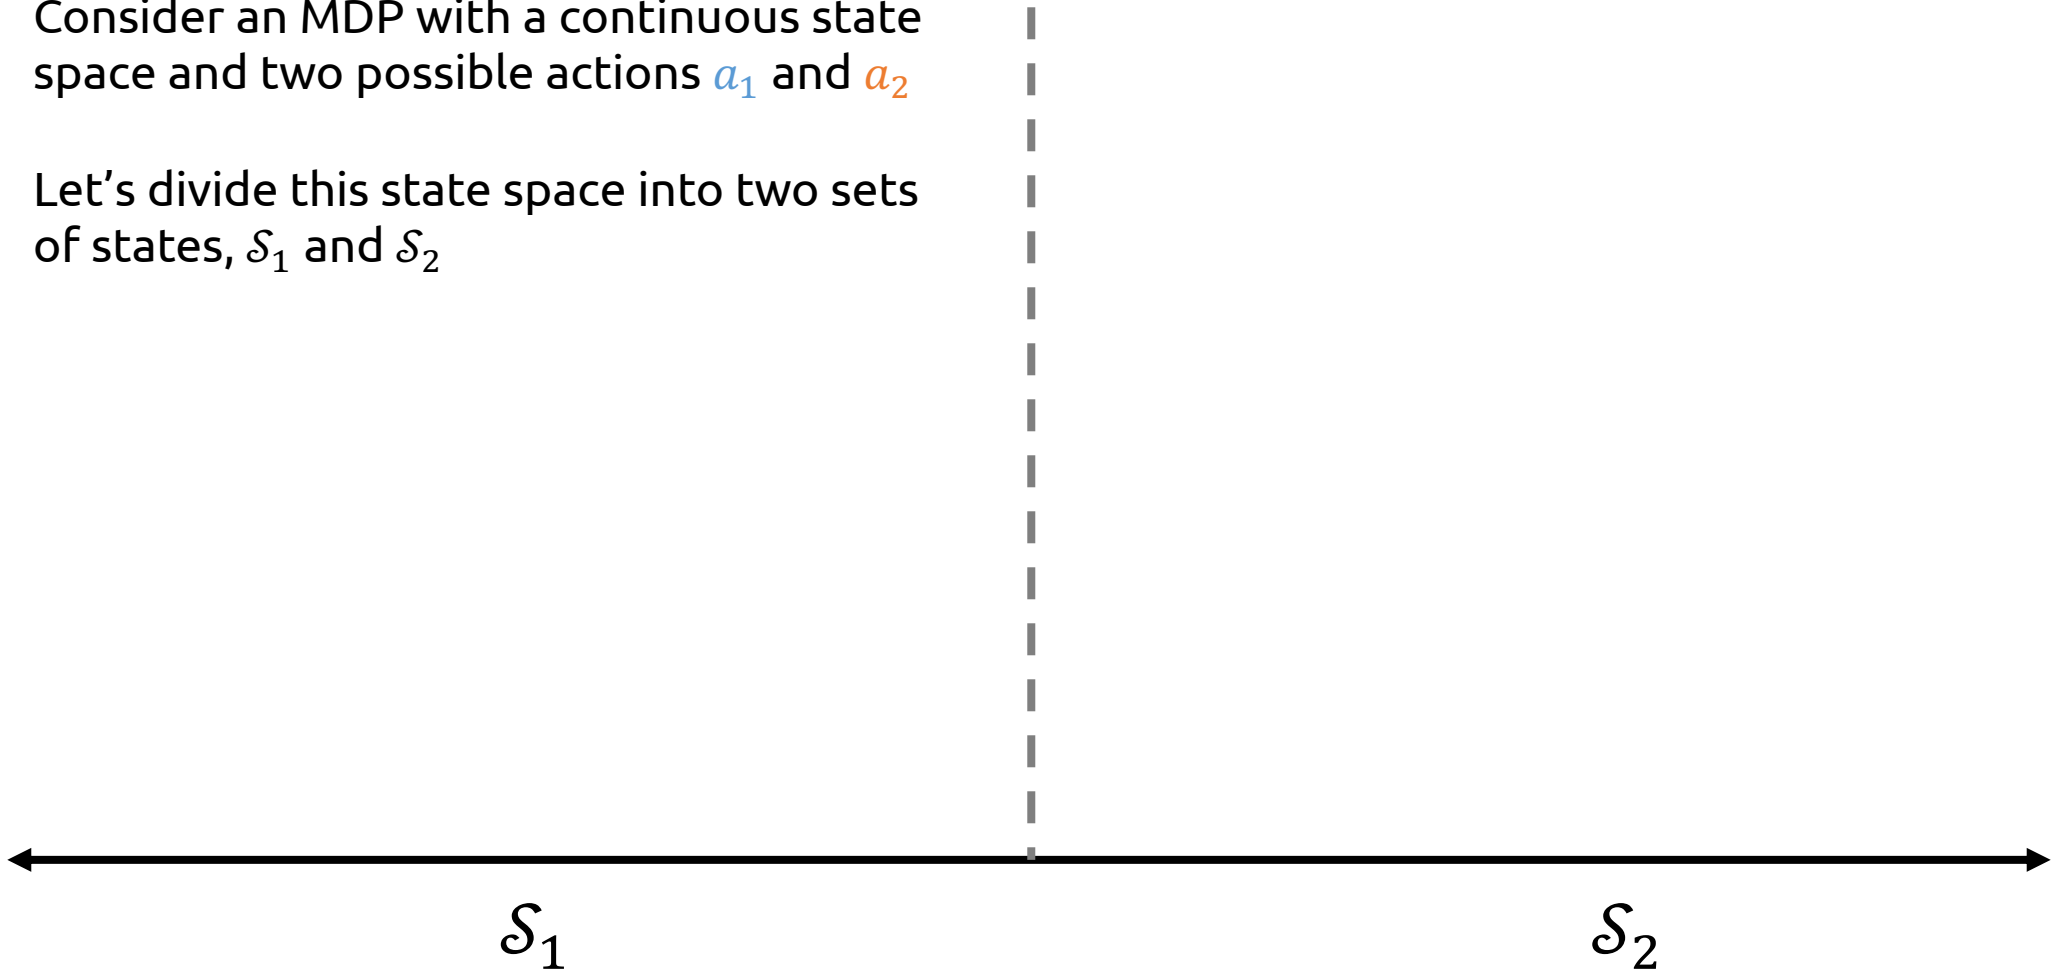 Consider an MDP with a continuous state
space and two possible actions a₁ and a₂
Let’s divide this state space into two sets
of states, 𝒮₁ and 𝒮₂
𝒮₁ 𝒮₂